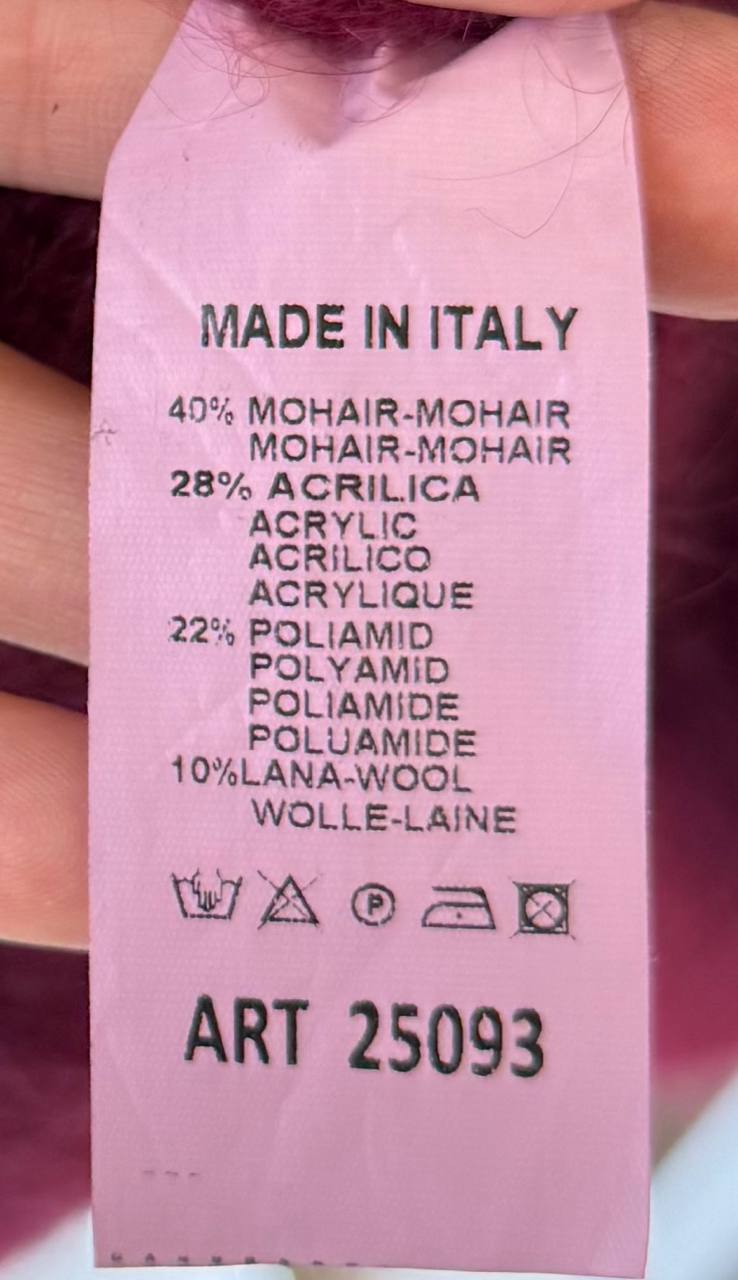 MADE IN ITALY
40% MOHAIR-MOHAIR
MOHAIR-MOHAIR
28% ACRILICA
ACRYLIC
ACRILICO
ACRYLIQUE
22% POLIAMID
POLYAMID
POLIAMIDE
POLUAMIDE
10%LANA-WOOL
WOLLE-LAINE
P
ART 25093